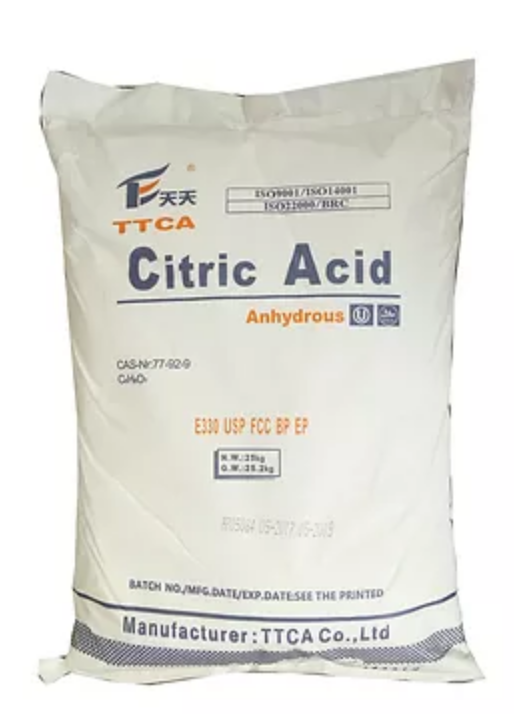 天天®
TTCA
ISO9001/ISO14001
ISO22000/BRC
Citric Acid
Anhydrous U
CAS-Nr:77-92-9
C₆H₈O₇
E330 USP FCC BP EP
N.W.:25kg
G.W.:25.2kg
BATCH NO./MFG.DATE/EXP.DATE:SEE THE PRINTED
Manufacturer:TTCA Co.,Ltd